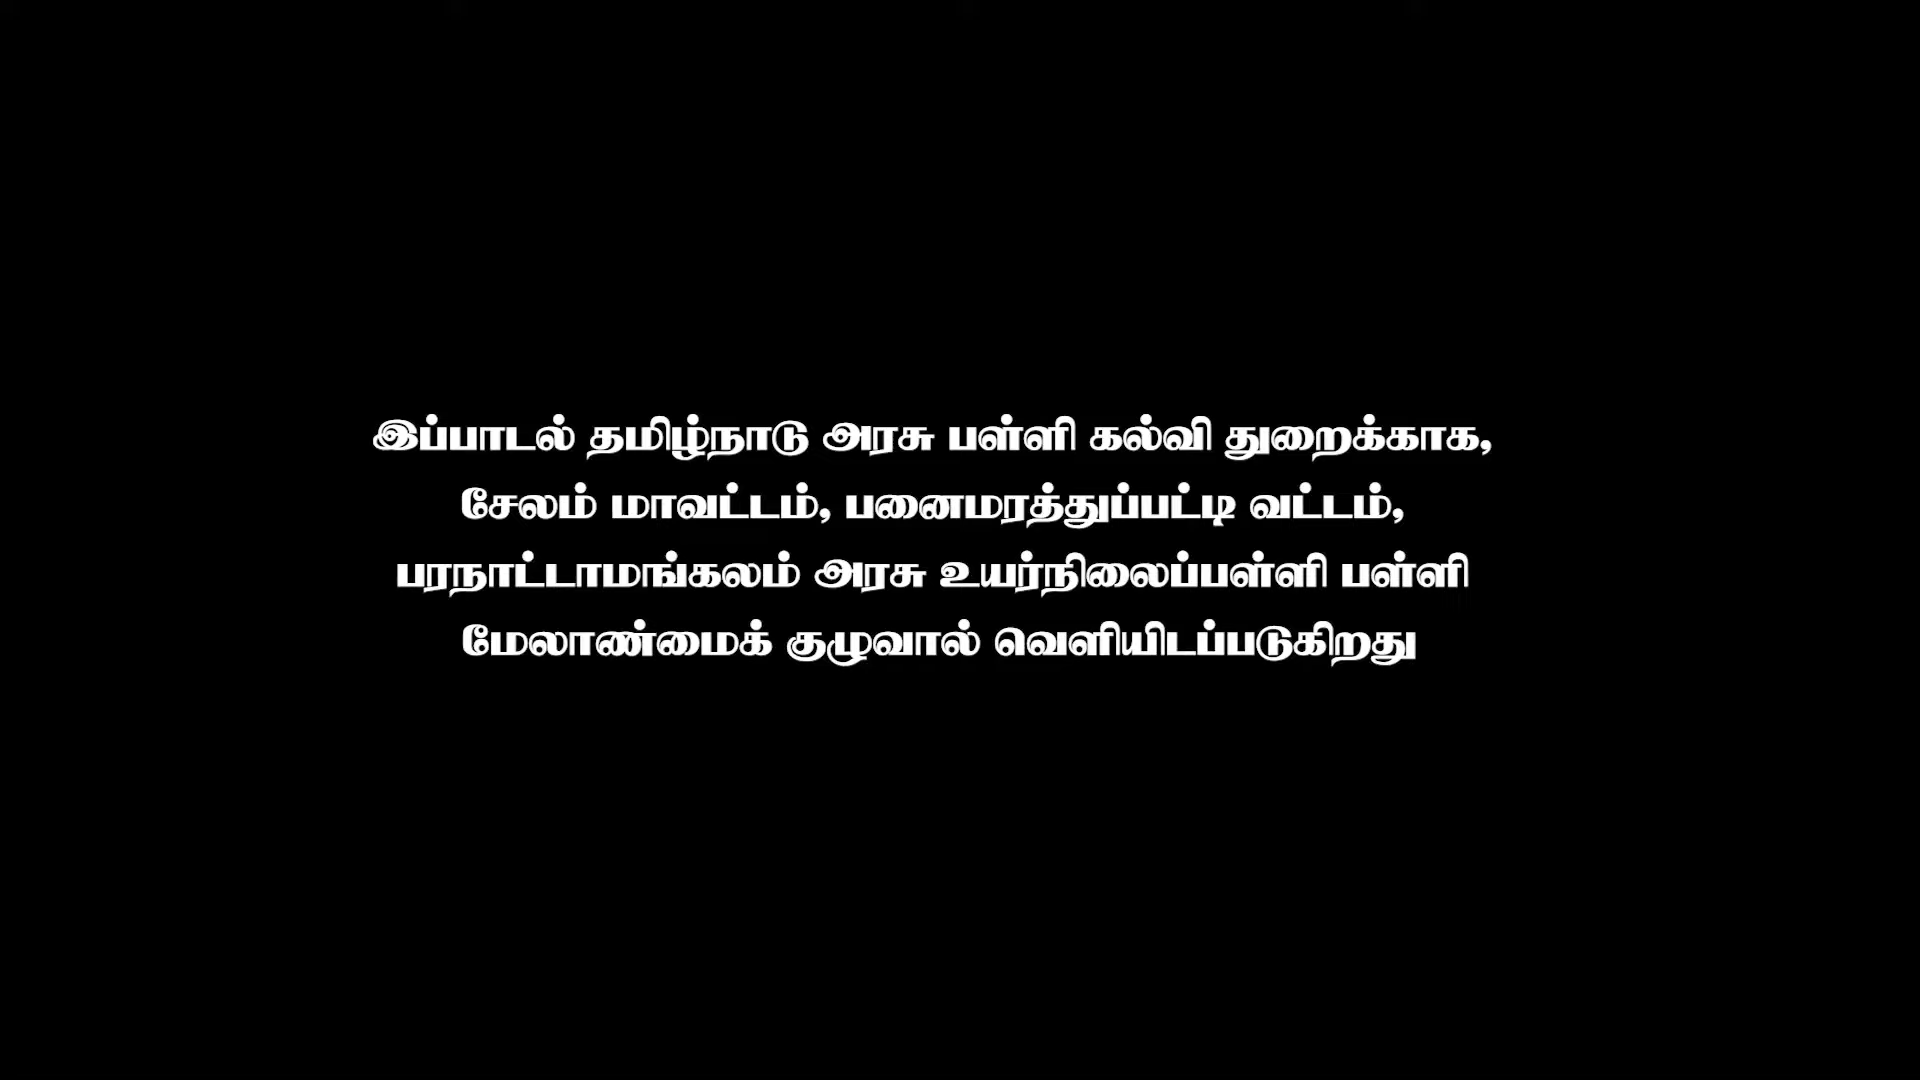 இப்பாடல் தமிழ்நாடு அரசு பள்ளி கல்வி துறைக்காக,
சேலம் மாவட்டம், பனைமரத்துப்பட்டி வட்டம்,
பரநாட்டாமங்கலம் அரசு உயர்நிலைப்பள்ளி பள்ளி
மேலாண்மைக் குழுவால் வெளியிடப்படுகிறது